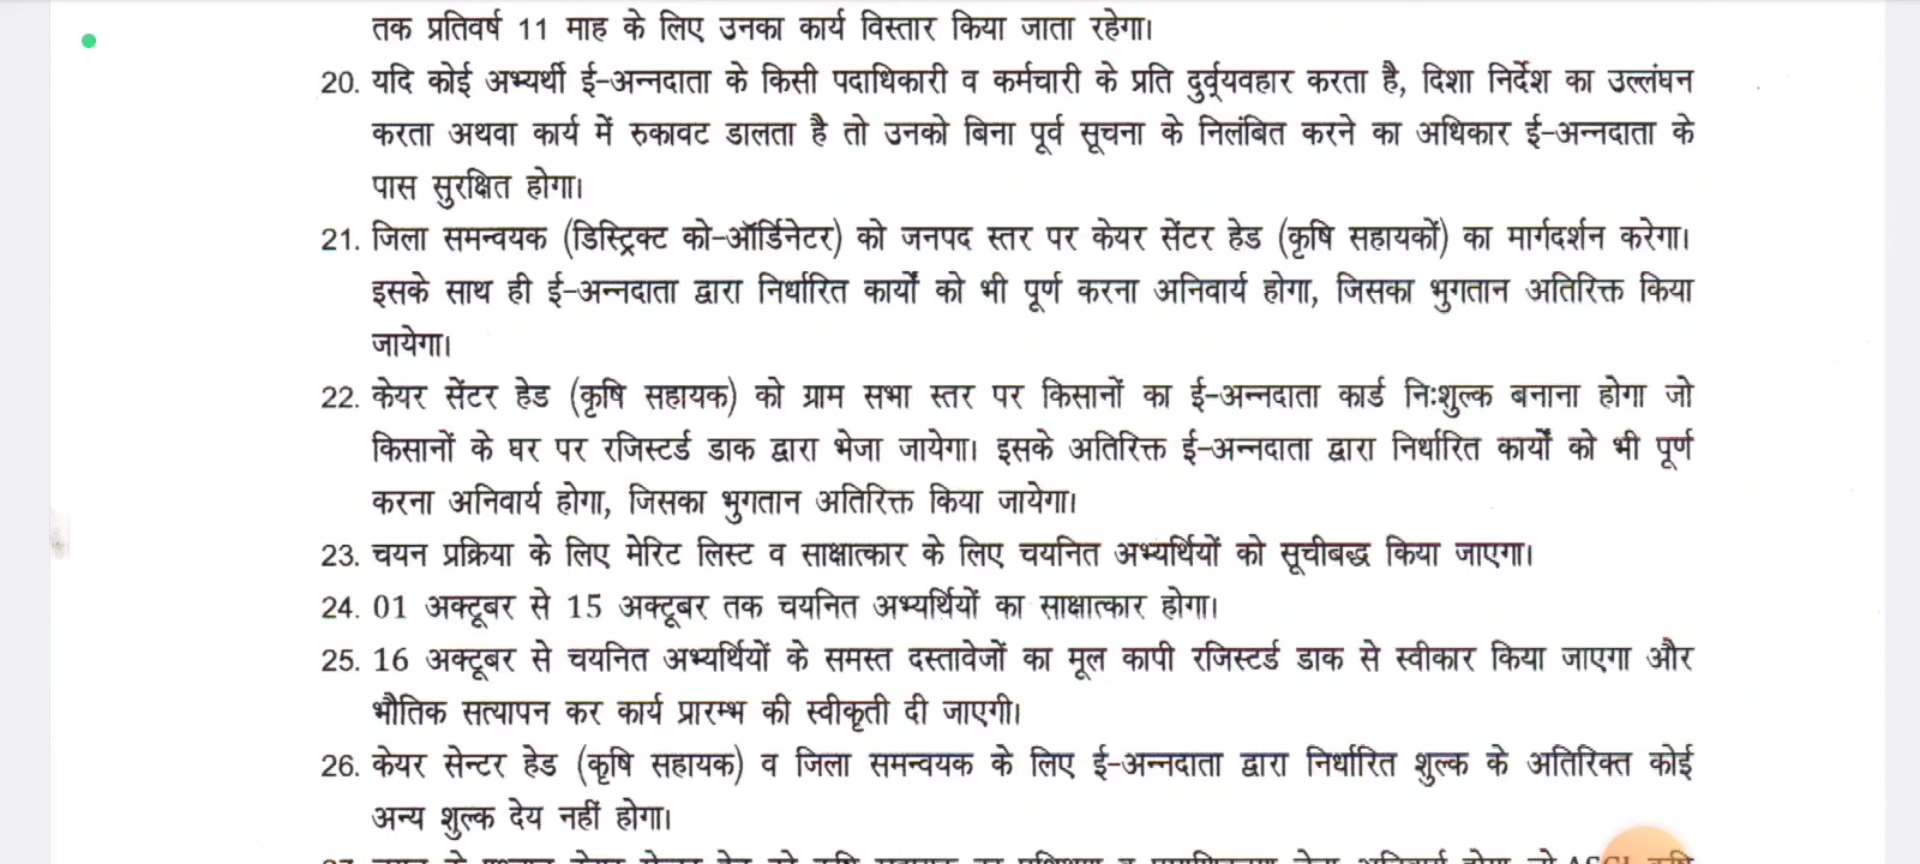 तक प्रतिवर्ष 11 माह के लिए उनका कार्य विस्तार किया जाता रहेगा।
20. यदि कोई अभ्यर्थी ई-अन्नदाता के किसी पदाधिकारी व कर्मचारी के प्रति दुर्व्यवहार करता है, दिशा निर्देश का उल्लंघन
करता अथवा कार्य में रुकावट डालता है तो उनको बिना पूर्व सूचना के निलंबित करने का अधिकार ई-अन्नदाता के
पास सुरक्षित होगा।
21. जिला समन्वयक (डिस्ट्रिक्ट को-ऑर्डिनेटर) को जनपद स्तर पर केयर सेंटर हेड (कृषि सहायकों) का मार्गदर्शन करेगा।
इसके साथ ही ई-अन्नदाता द्वारा निर्धारित कार्यों को भी पूर्ण करना अनिवार्य होगा, जिसका भुगतान अतिरिक्त किया
जायेगा।
22. केयर सेंटर हेड (कृषि सहायक) को ग्राम सभा स्तर पर किसानों का ई-अन्नदाता कार्ड निःशुल्क बनाना होगा जो
किसानों के घर पर रजिस्टर्ड डाक द्वारा भेजा जायेगा। इसके अतिरिक्त ई-अन्नदाता द्वारा निर्धारित कार्यों को भी पूर्ण
करना अनिवार्य होगा, जिसका भुगतान अतिरिक्त किया जायेगा।
23. चयन प्रक्रिया के लिए मेरिट लिस्ट व साक्षात्कार के लिए चयनित अभ्यर्थियों को सूचीबद्ध किया जाएगा।
24. 01 अक्टूबर से 15 अक्टूबर तक चयनित अभ्यर्थियों का साक्षात्कार होगा।
25. 16 अक्टूबर से चयनित अभ्यर्थियों के समस्त दस्तावेजों का मूल कापी रजिस्टर्ड डाक से स्वीकार किया जाएगा और
भौतिक सत्यापन कर कार्य प्रारम्भ की स्वीकृती दी जाएगी।
26. केयर सेन्टर हेड (कृषि सहायक) व जिला समन्वयक के लिए ई-अन्नदाता द्वारा निर्धारित शुल्क के अतिरिक्त कोई
अन्य शुल्क देय नहीं होगा।